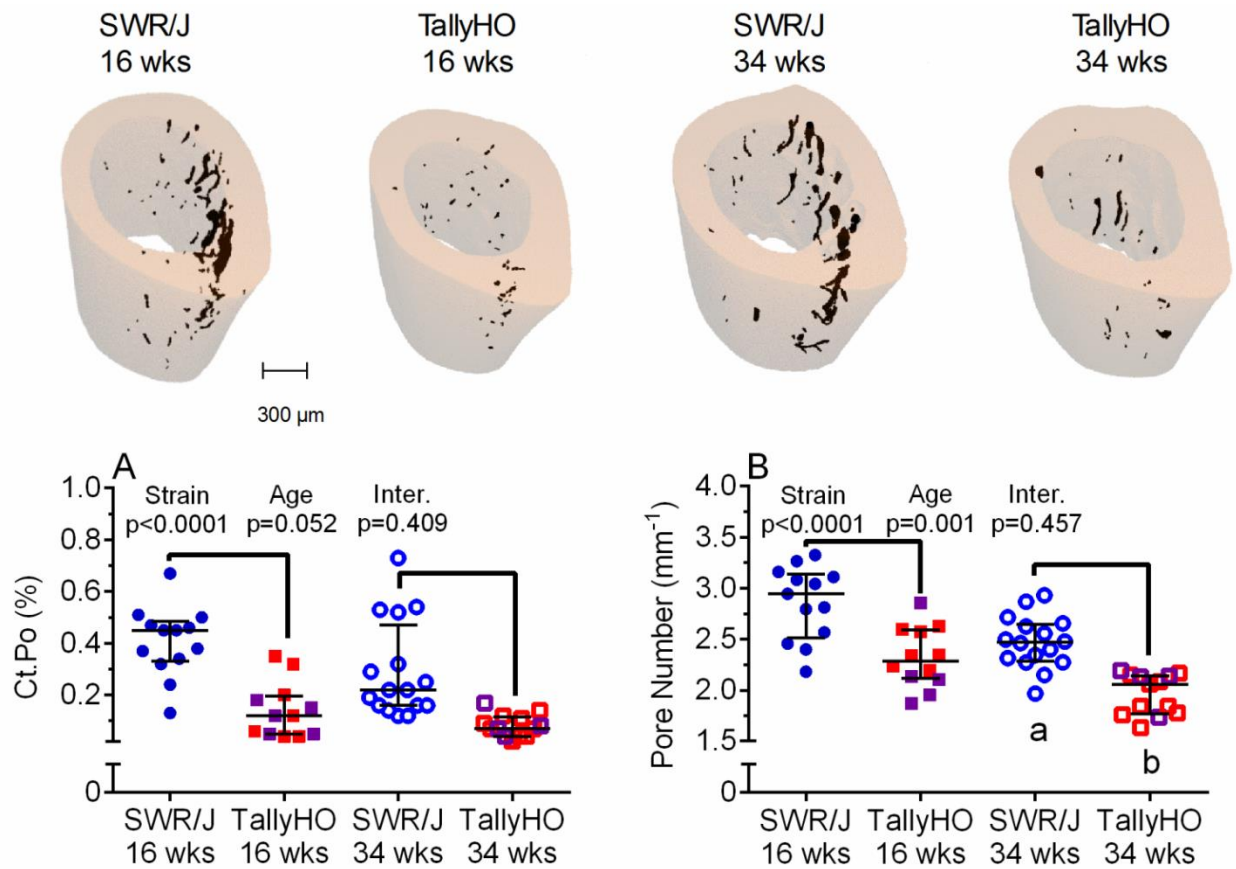 SWR/J
16 wks
TallyHO
16 wks
SWR/J
34 wks
TallyHO
34 wks
300 µm
A
Strain
p<0.0001
Age
p=0.052
Inter.
p=0.409
Ct.Po (%)
1.0
0.8
0.6
0.4
0.2
0
SWR/J
16 wks
TallyHO
16 wks
SWR/J
34 wks
TallyHO
34 wks
B
Strain
p<0.0001
Age
p=0.001
Inter.
p=0.457
Pore Number (mm⁻¹)
4.0
3.5
3.0
2.5
2.0
1.5
0
a
b
SWR/J
16 wks
TallyHO
16 wks
SWR/J
34 wks
TallyHO
34 wks